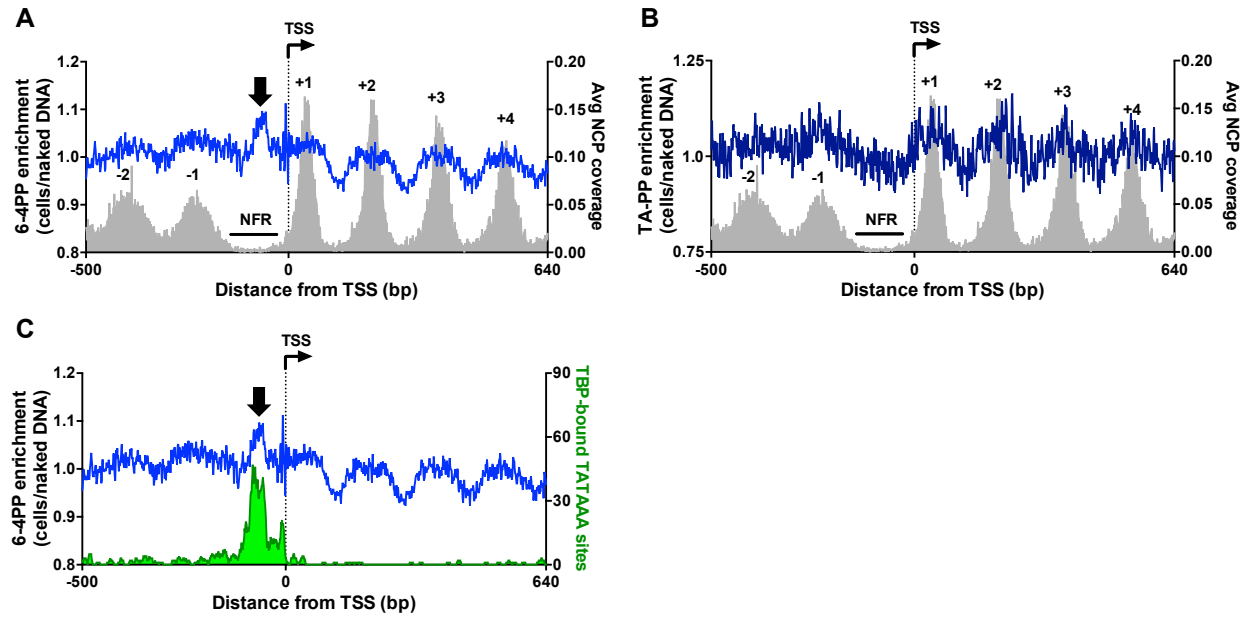 A
TSS
1.2
1.1
1.0
0.9
0.8
6-4PP enrichment
(cells/naked DNA)
0.20
0.15
0.10
0.05
0.00
Avg NCP coverage
-2
-1
NFR
+1
+2
+3
+4
-500
0
640
Distance from TSS (bp)
B
TSS
1.25
1.0
0.75
TA-PP enrichment
(cells/naked DNA)
0.20
0.15
0.10
0.05
0.00
Avg NCP coverage
-2
-1
NFR
+1
+2
+3
+4
-500
0
640
Distance from TSS (bp)
C
TSS
1.2
1.1
1.0
0.9
0.8
6-4PP enrichment
(cells/naked DNA)
90
60
30
0
TBP-bound TATAAA sites
-500
0
640
Distance from TSS (bp)